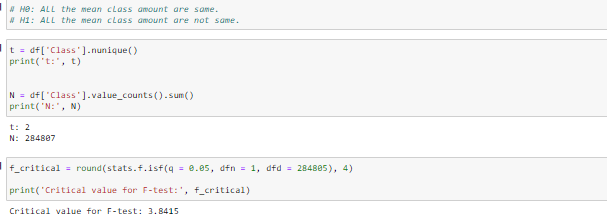 # H0: All the mean class amount are same.
# H1: All the mean class amount are not same.
t = df['Class'].nunique()
print('t:', t)
N = df['Class'].value_counts().sum()
print('N:', N)
t: 2
N: 284807
f_critical = round(stats.f.isf(q = 0.05, dfn = 1, dfd = 284805), 4)
print('Critical value for F-test:', f_critical)
Critical value for F-test: 3.8415